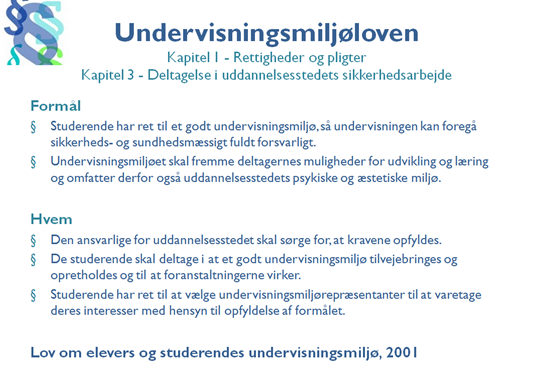 Undervisningsmiljøloven
Kapitel 1 - Rettigheder og pligter
Kapitel 3 - Deltagelse i uddannelsesstedets sikkerhedsarbejde
Formål
§ Studerende har ret til et godt undervisningsmiljø, så undervisningen kan foregå
sikkerheds- og sundhedsmæssigt fuldt forsvarligt.
§ Undervisningsmiljøet skal fremme deltagernes muligheder for udvikling og læring
og omfatter derfor også uddannelsesstedets psykiske og æstetiske miljø.
Hvem
§ Den ansvarlige for uddannelsesstedet skal sørge for, at kravene opfyldes.
§ De studerende skal deltage i at et godt undervisningsmiljø tilvejebringes og
opretholdes og til at foranstaltningerne virker.
§ Studerende har ret til at vælge undervisningsmiljørepræsentanter til at varetage
deres interesser med hensyn til opfyldelse af formålet.
Lov om elevers og studerendes undervisningsmiljø, 2001